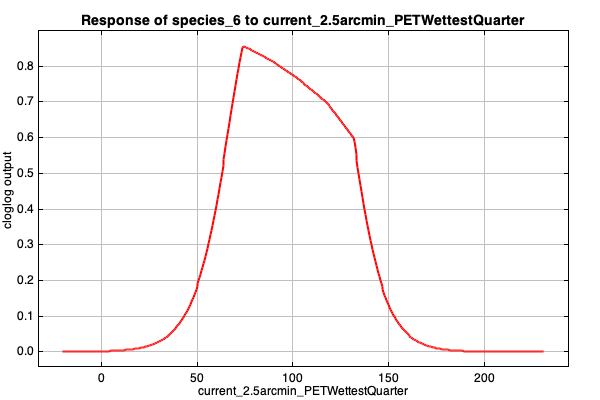 Response of species_6 to current_2.5arcmin_PETWettestQuarter
0.8
0.7
0.6
0.5
0.4
0.3
0.2
0.1
0.0
cloglog output
0 50 100 150 200
current_2.5arcmin_PETWettestQuarter